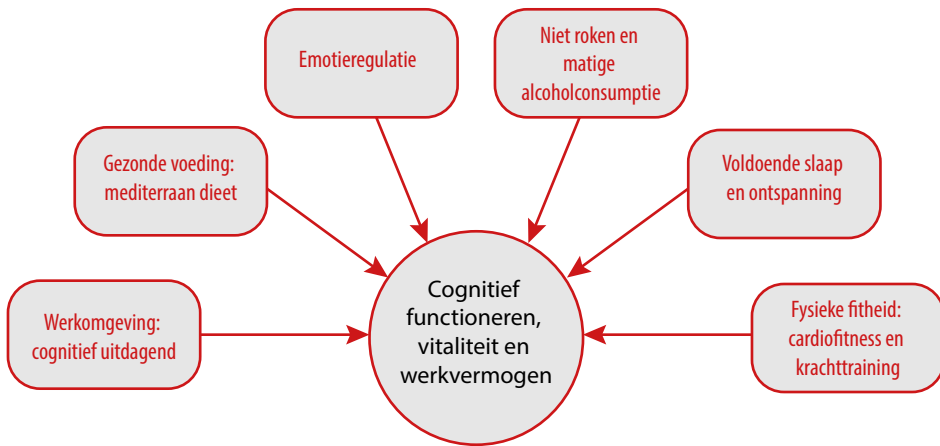 Emotieregulatie
Niet roken en
matige
alcoholconsumptie
Gezonde voeding:
mediterraan dieet
Voldoende slaap
en ontspanning
Werkomgeving:
cognitief uitdagend
Cognitief
functioneren,
vitaliteit en
werkvermogen
Fysieke fitheid:
cardiofitness en
krachttraining